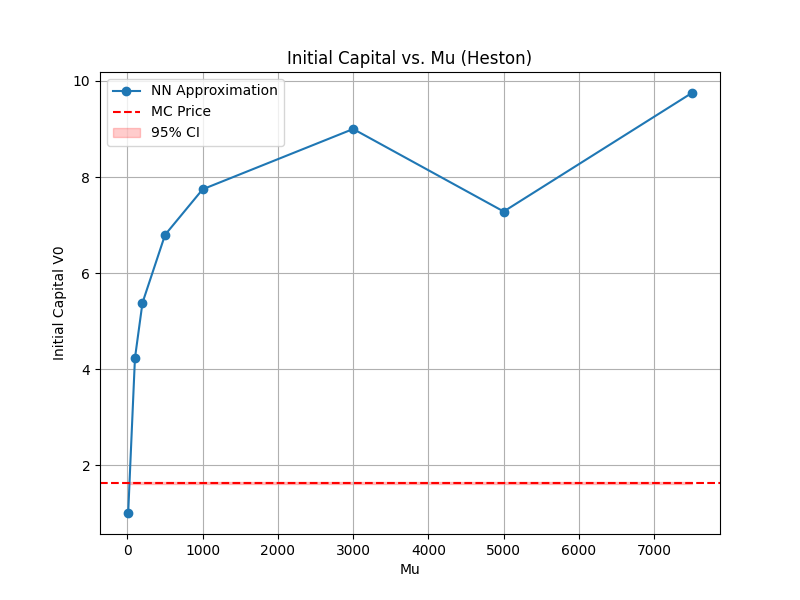 Initial Capital vs. Mu (Heston)
NN Approximation
MC Price
95% CI
Initial Capital V0
10
8
6
4
2
0 1000 2000 3000 4000 5000 6000 7000
Mu